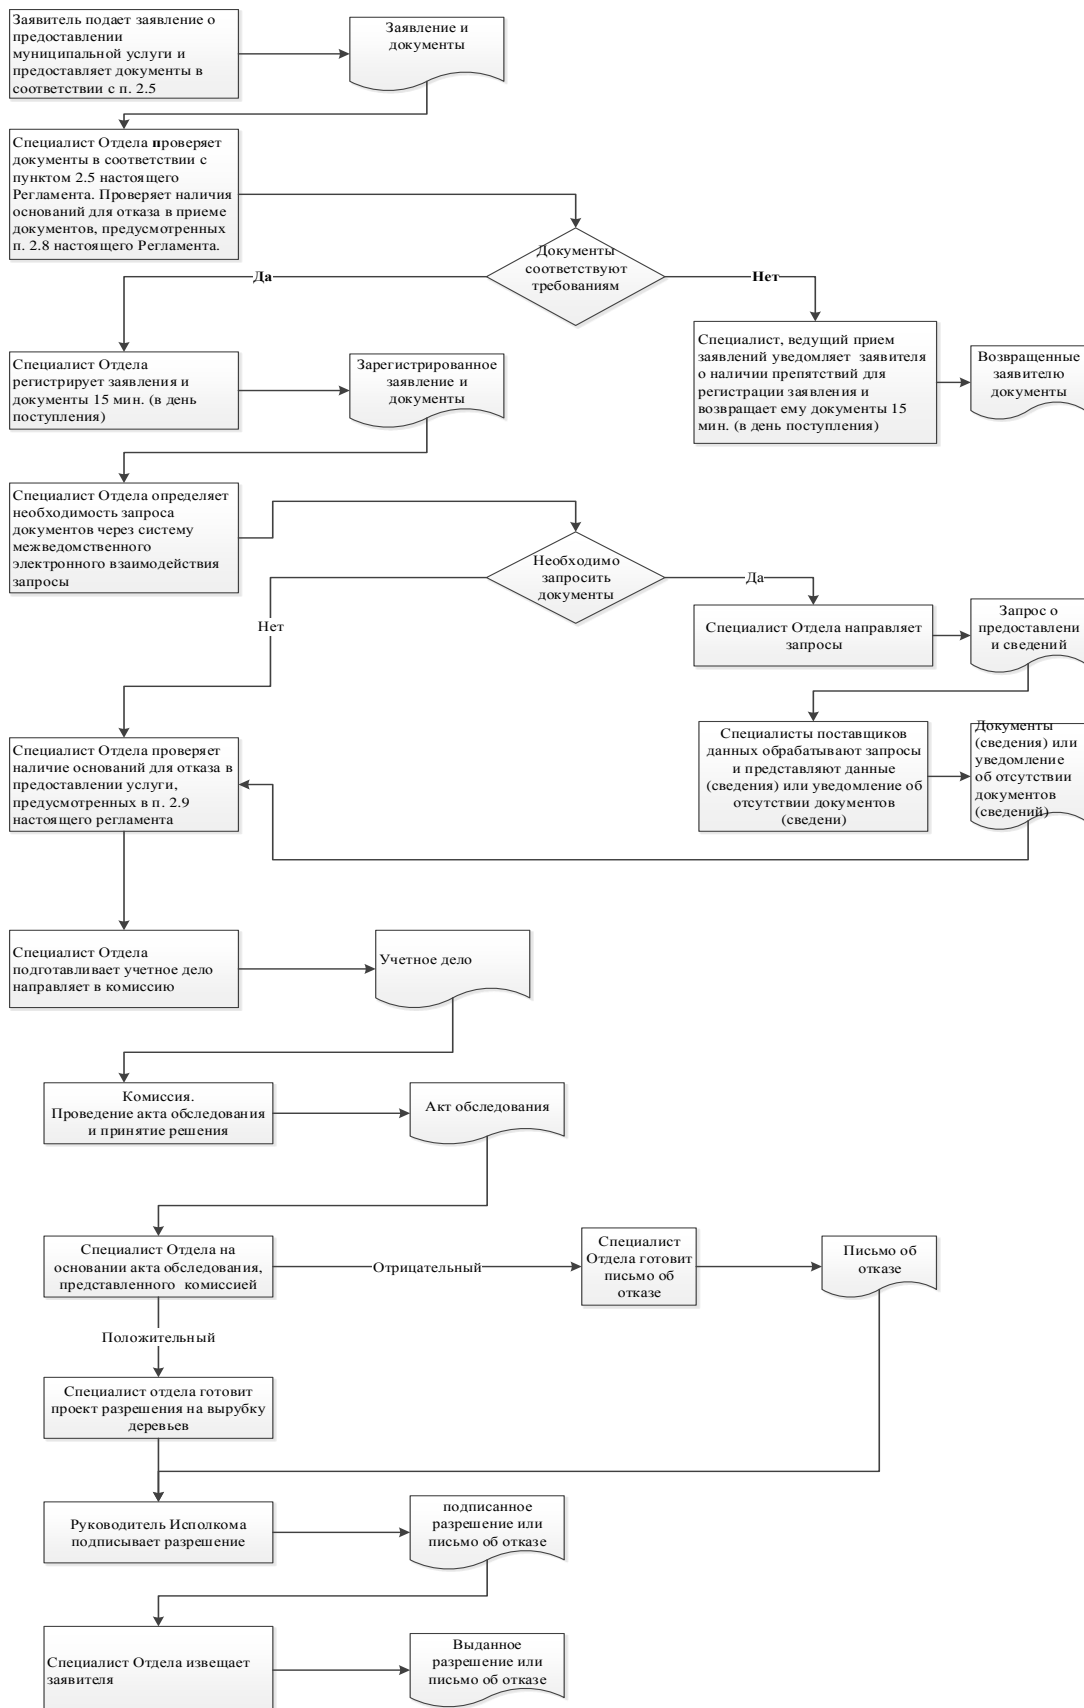 Заявитель подает заявление о
предоставлении
муниципальной услуги и
предоставляет документы в
соответствии с п. 2.5
Заявление и
документы
Специалист Отдела проверяет
документы в соответствии с
пунктом 2.5 настоящего
Регламента. Проверяет наличия
оснований для отказа в приеме
документов, предусмотренных
п. 2.8 настоящего Регламента.
Документы
соответствуют
требованиям
Да
Нет
Специалист Отдела
регистрирует заявления и
документы 15 мин. (в день
поступления)
Зарегистрированное
заявление и
документы
Специалист, ведущий прием
заявлений уведомляет заявителя
о наличии препятствий для
регистрации заявления и
возвращает ему документы 15
мин. (в день поступления)
Возвращенные
заявителю
документы
Специалист Отдела определяет
необходимость запроса
документов через систему
межведомственного
электронного взаимодействия
запросы
Необходимо
запросить
документы
Да
Нет
Специалист Отдела направляет
запросы
Запрос о
предоставлени
и сведений
Специалист Отдела проверяет
наличие оснований для отказа в
предоставлении услуги,
предусмотренных в п. 2.9
настоящего регламента
Специалисты поставщиков
данных обрабатывают запросы
и представляют данные
(сведения) или уведомление об
отсутствии документов
(сведени)
Документы
(сведения) или
уведомление
об отсутствии
документов
(сведений)
Специалист Отдела
подготавливает учетное дело
направляет в комиссию
Учетное дело
Комиссия.
Проведение акта обследования
и принятие решения
Акт обследования
Специалист Отдела на
основании акта обследования,
представленного комиссией
Отрицательный
Специалист
Отдела готовит
письмо об
отказе
Письмо об
отказе
Положительный
Специалист отдела готовит
проект разрешения на вырубку
деревьев
Руководитель Исполкома
подписывает разрешение
подписанное
разрешение или
письмо об отказе
Специалист Отдела извещает
заявителя
Выданное
разрешение или
письмо об отказе